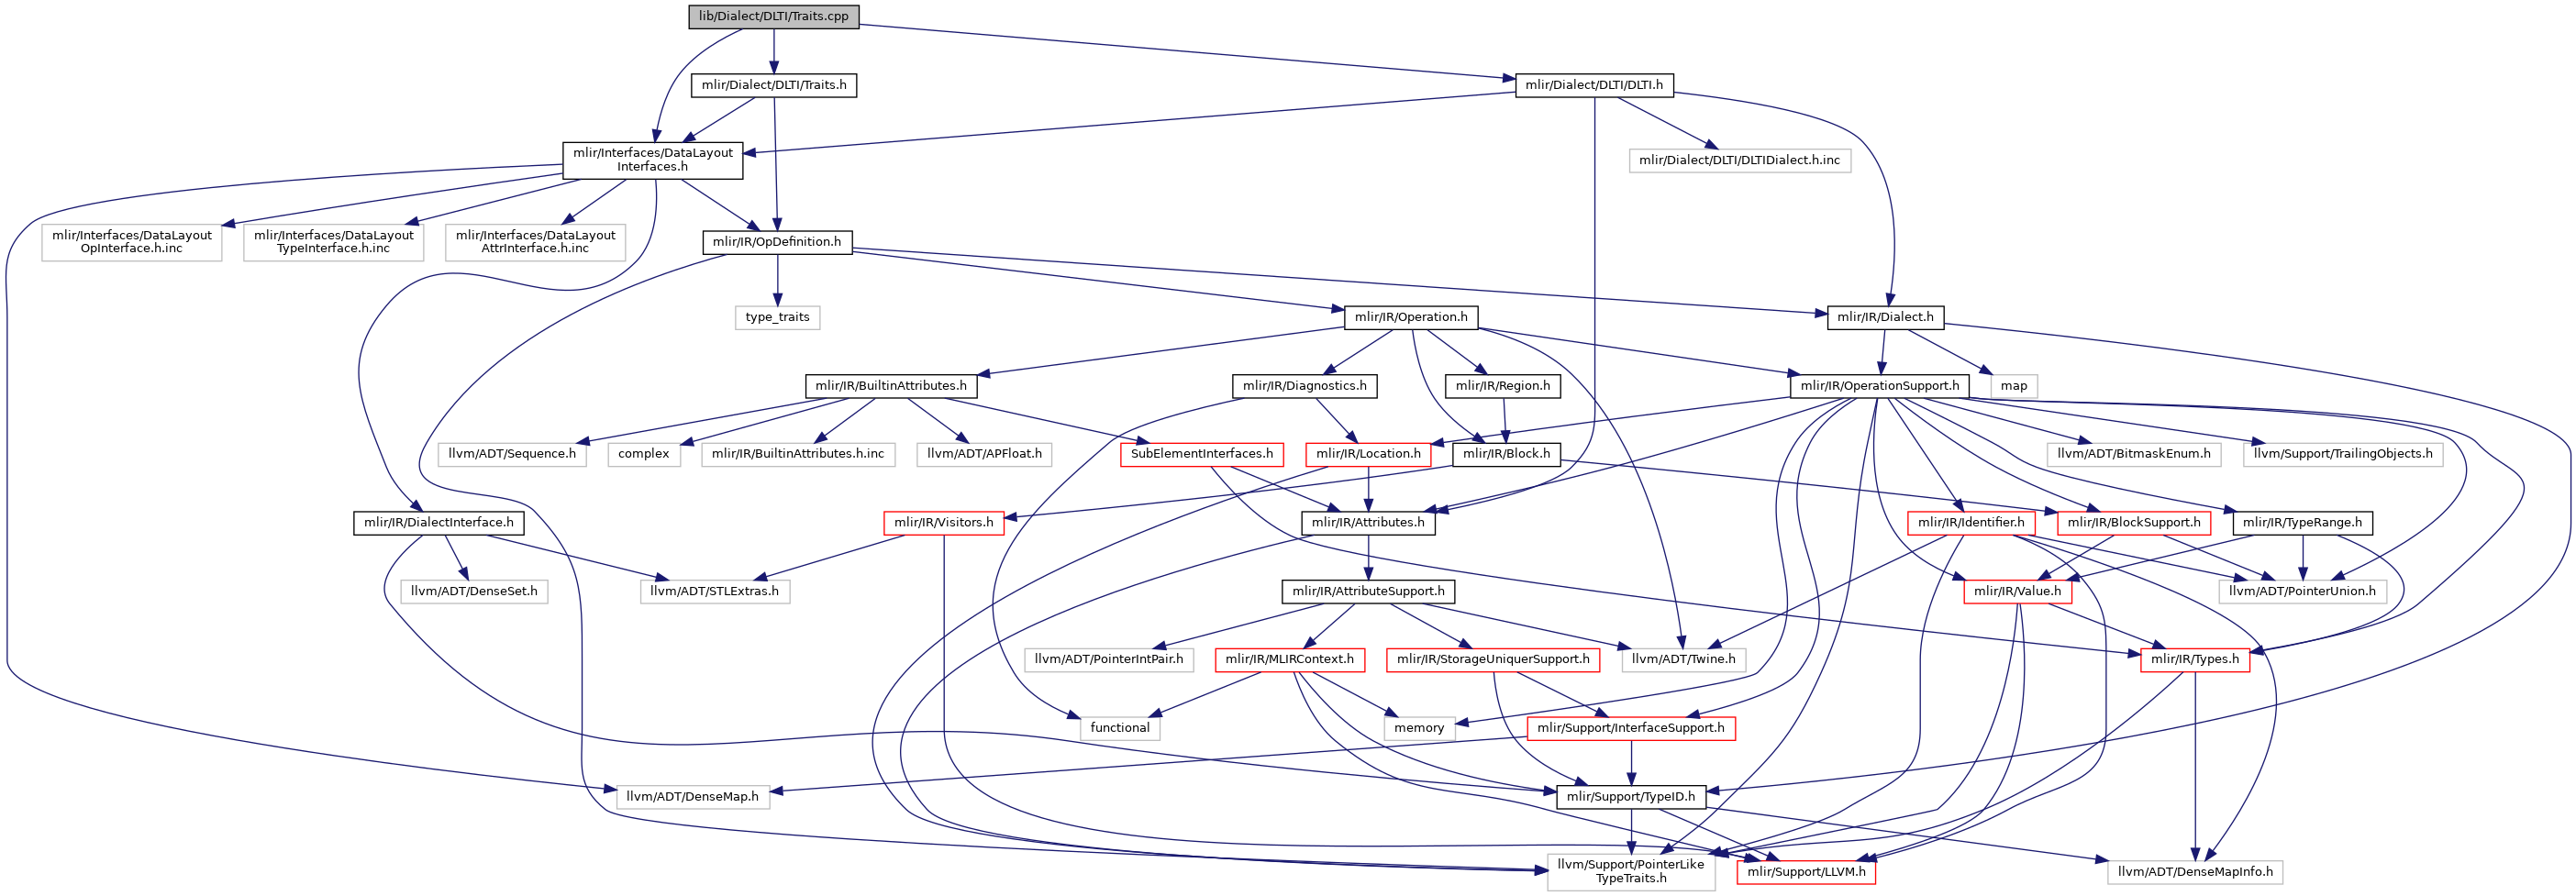 lib/Dialect/DLTI/Traits.cpp
mlir/Dialect/DLTI/Traits.h
mlir/Dialect/DLTI/DLTI.h
mlir/Interfaces/DataLayout
Interfaces.h
mlir/Dialect/DLTI/DLTIDialect.h.inc
mlir/Interfaces/DataLayout
OpInterface.h.inc
mlir/Interfaces/DataLayout
TypeInterface.h.inc
mlir/Interfaces/DataLayout
AttrInterface.h.inc
mlir/IR/OpDefinition.h
type_traits
mlir/IR/Operation.h
mlir/IR/Dialect.h
mlir/IR/BuiltinAttributes.h
mlir/IR/Diagnostics.h
mlir/IR/Region.h
mlir/IR/OperationSupport.h
map
llvm/ADT/Sequence.h
complex
mlir/IR/BuiltinAttributes.h.inc
llvm/ADT/APFloat.h
SubElementInterfaces.h
mlir/IR/Location.h
mlir/IR/Block.h
llvm/ADT/BitmaskEnum.h
llvm/Support/TrailingObjects.h
mlir/IR/DialectInterface.h
mlir/IR/Visitors.h
mlir/IR/Attributes.h
mlir/IR/Identifier.h
mlir/IR/BlockSupport.h
mlir/IR/TypeRange.h
llvm/ADT/DenseSet.h
llvm/ADT/STLExtras.h
mlir/IR/AttributeSupport.h
mlir/IR/Value.h
llvm/ADT/PointerUnion.h
llvm/ADT/PointerIntPair.h
mlir/IR/MLIRContext.h
mlir/IR/StorageUniquerSupport.h
llvm/ADT/Twine.h
mlir/IR/Types.h
functional
memory
mlir/Support/InterfaceSupport.h
llvm/ADT/DenseMap.h
mlir/Support/TypeID.h
llvm/Support/PointerLike
TypeTraits.h
mlir/Support/LLVM.h
llvm/ADT/DenseMapInfo.h